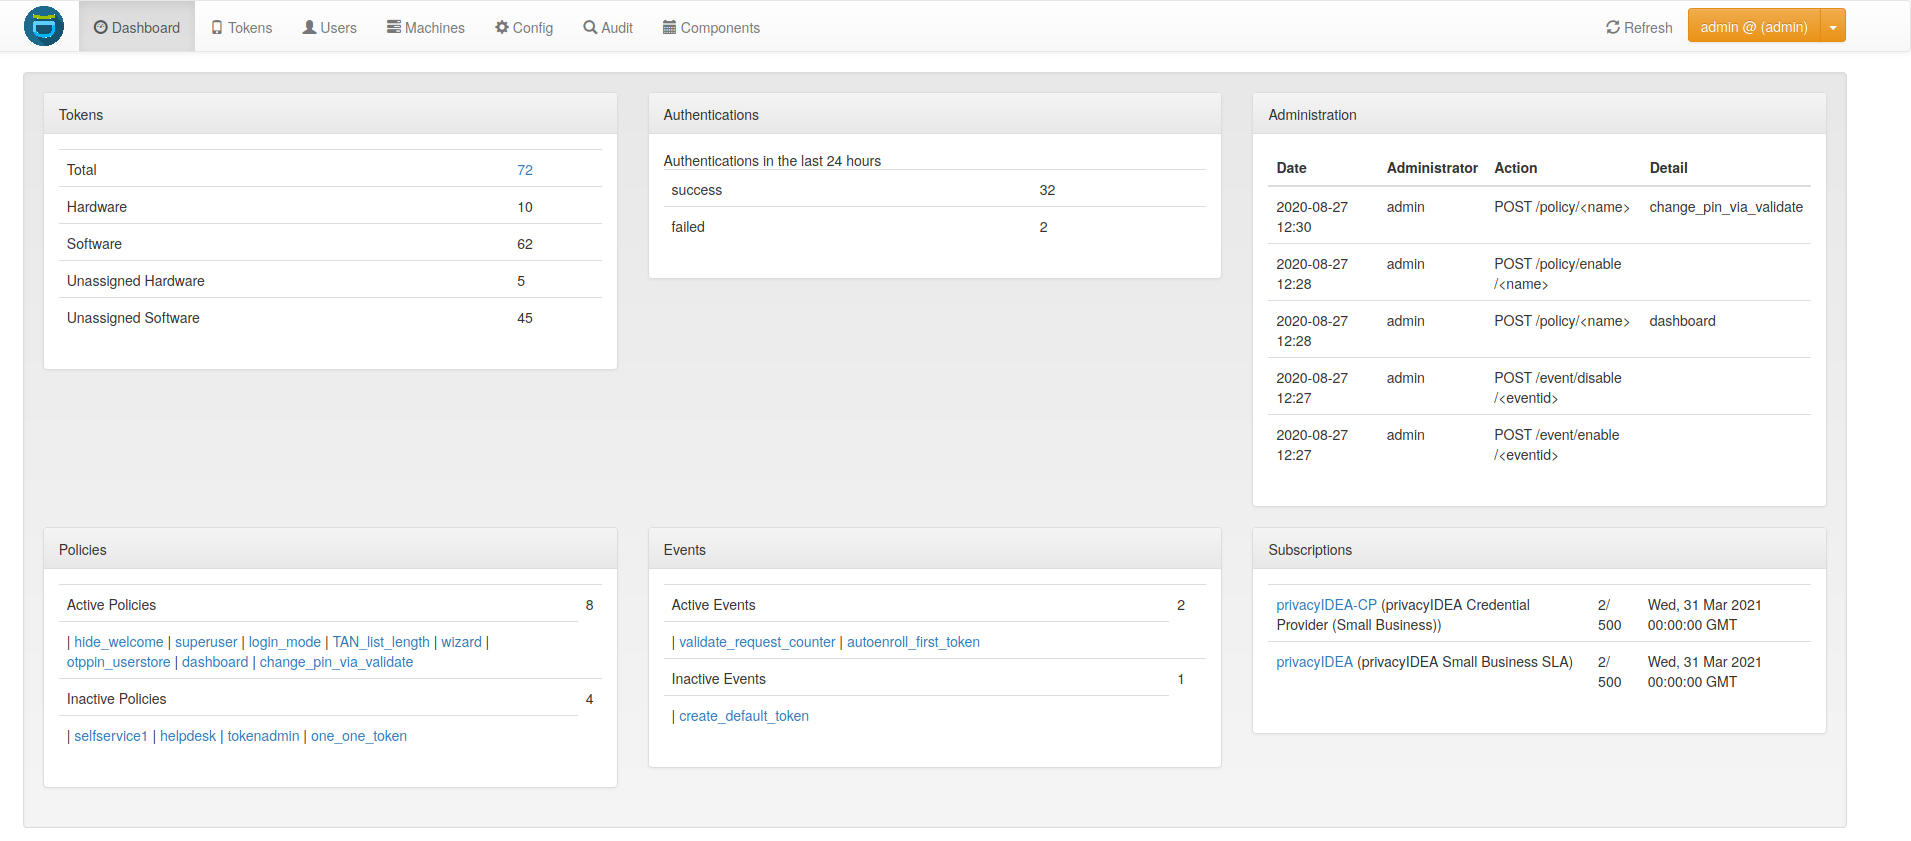 Dashboard Tokens Users Machines Config Audit Components Refresh admin @ (admin)
Tokens
Total 72
Hardware 10
Software 62
Unassigned Hardware 5
Unassigned Software 45
Authentications
Authentications in the last 24 hours
success 32
failed 2
Administration
Date Administrator Action Detail
2020-08-27 admin POST /policy/<name> change_pin_via_validate
12:30
2020-08-27 admin POST /policy/enable
12:28 /<name>
2020-08-27 admin POST /policy/<name> dashboard
12:28
2020-08-27 admin POST /event/disable
12:27 /<eventid>
2020-08-27 admin POST /event/enable
12:27 /<eventid>
Policies
Active Policies 8
| hide_welcome | superuser | login_mode | TAN_list_length | wizard |
otppin_userstore | dashboard | change_pin_via_validate
Inactive Policies 4
| selfservice1 | helpdesk | tokenadmin | one_one_token
Events
Active Events 2
| validate_request_counter | autoenroll_first_token
Inactive Events 1
| create_default_token
Subscriptions
privacyIDEA-CP (privacyIDEA Credential 2/ Wed, 31 Mar 2021
Provider (Small Business)) 500 00:00:00 GMT
privacyIDEA (privacyIDEA Small Business SLA) 2/ Wed, 31 Mar 2021
500 00:00:00 GMT